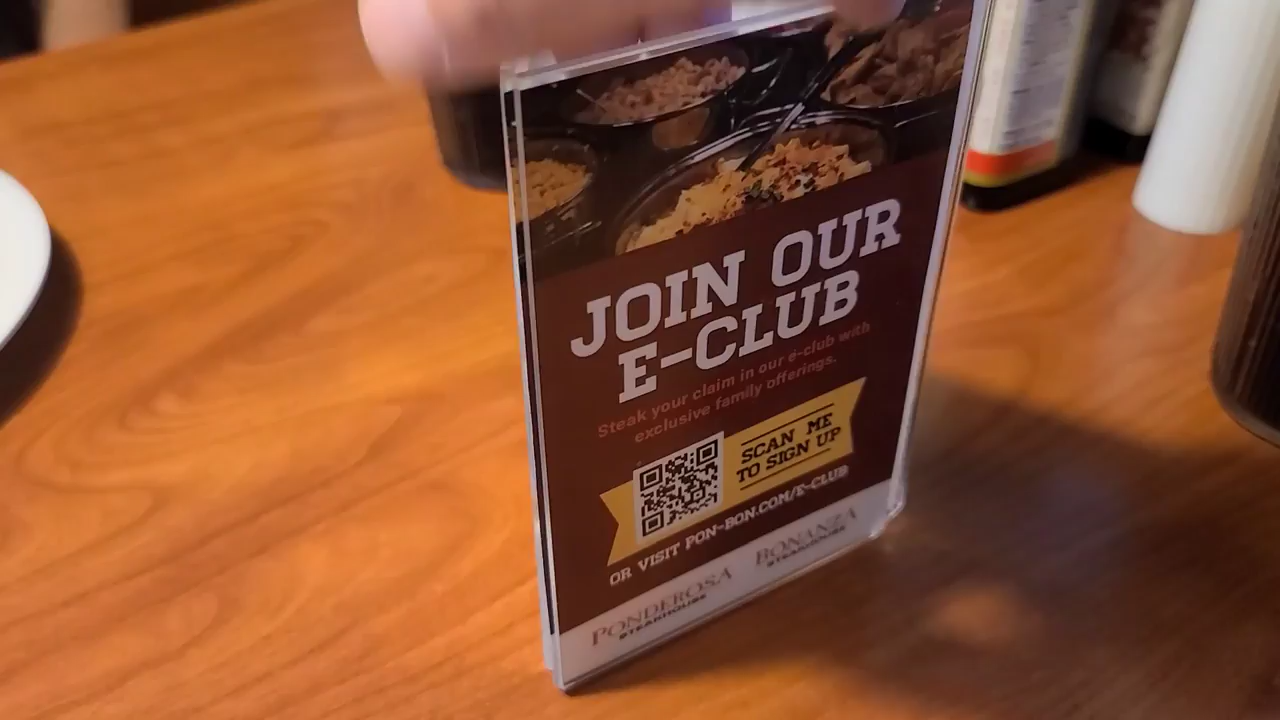 JOIN OUR
E-CLUB
Steak your claim in our e-club with
exclusive family offerings.
SCAN ME
TO SIGN UP
OR VISIT PON-BON.COM/E-CLUB
PONDEROSA
STEAKHOUSE
BONANZA
STEAKHOUSE